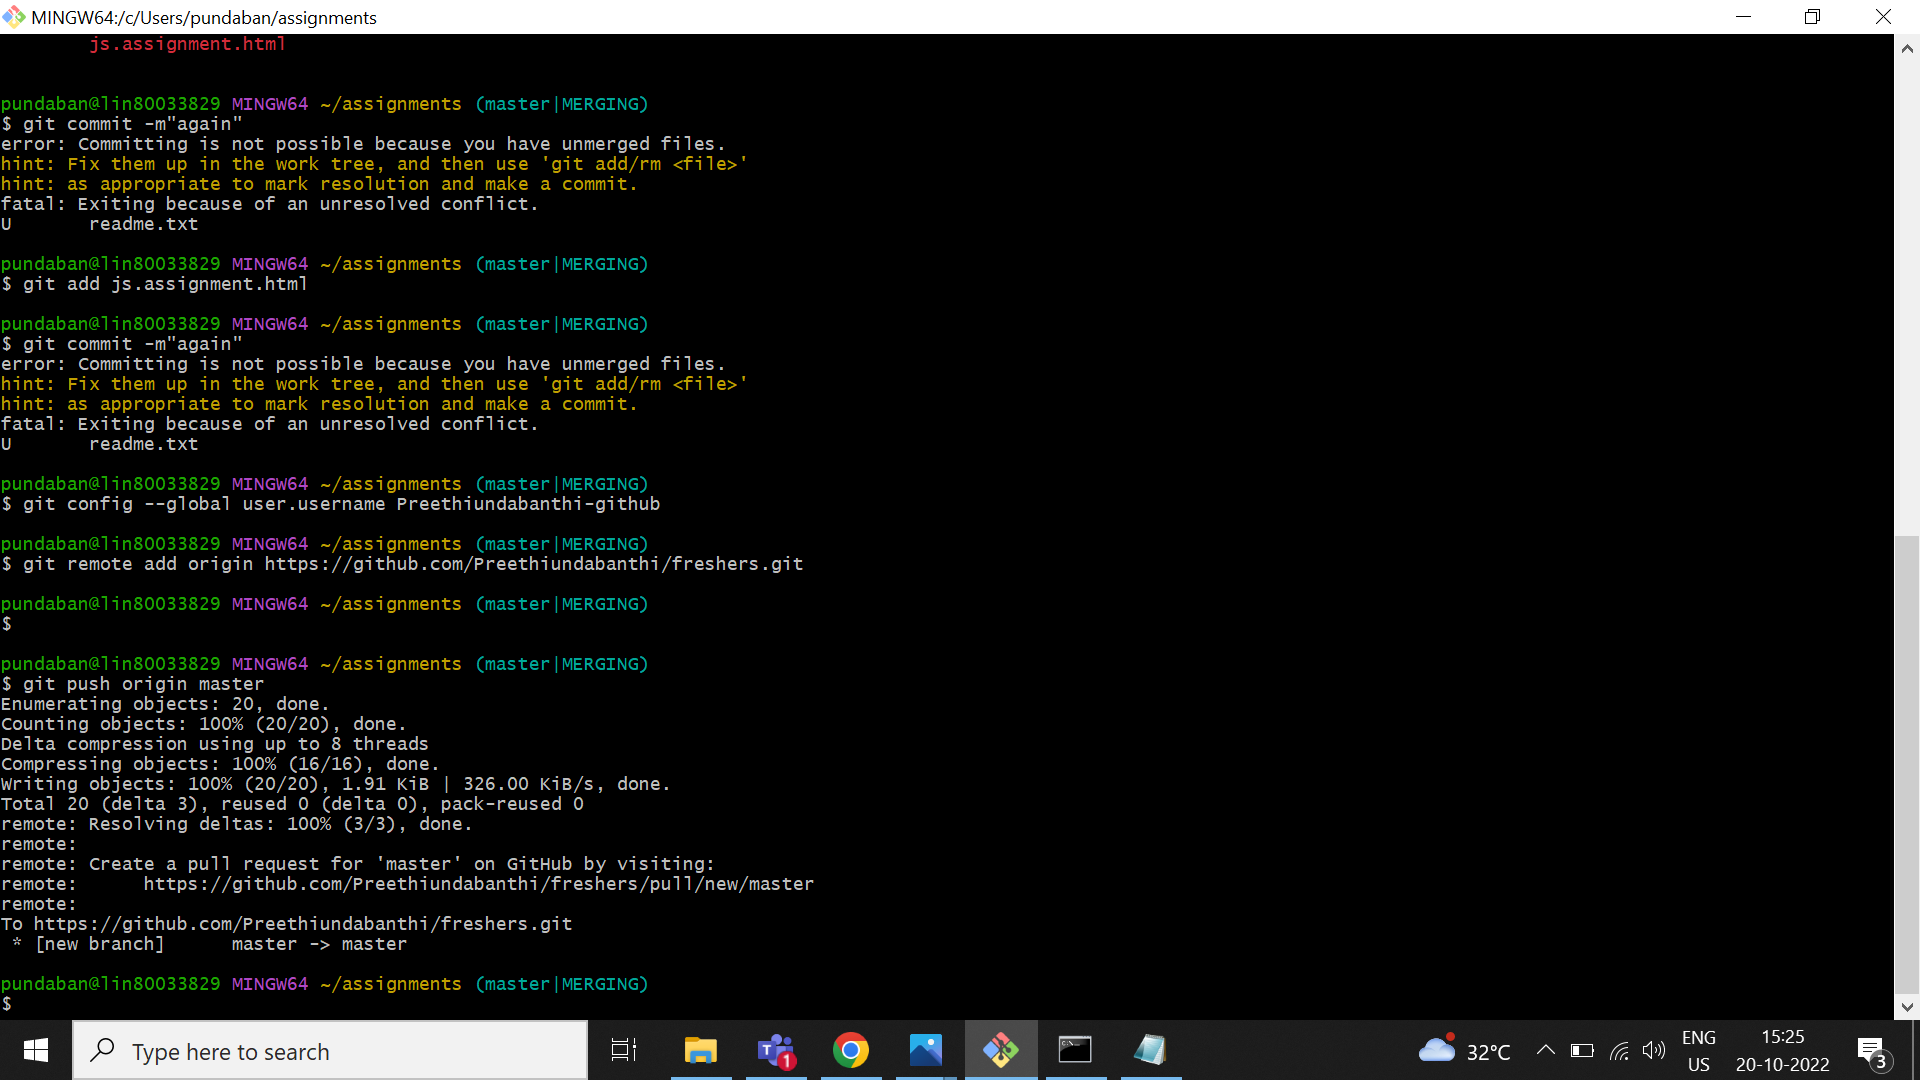 MINGW64:/c/Users/pundaban/assignments
js.assignment.html
pundaban@lin80033829 MINGW64 ~/assignments (master|MERGING)
$ git commit -m"again"
error: Committing is not possible because you have unmerged files.
hint: Fix them up in the work tree, and then use 'git add/rm <file>'
hint: as appropriate to mark resolution and make a commit.
fatal: Exiting because of an unresolved conflict.
U       readme.txt
pundaban@lin80033829 MINGW64 ~/assignments (master|MERGING)
$ git add js.assignment.html
pundaban@lin80033829 MINGW64 ~/assignments (master|MERGING)
$ git commit -m"again"
error: Committing is not possible because you have unmerged files.
hint: Fix them up in the work tree, and then use 'git add/rm <file>'
hint: as appropriate to mark resolution and make a commit.
fatal: Exiting because of an unresolved conflict.
U       readme.txt
pundaban@lin80033829 MINGW64 ~/assignments (master|MERGING)
$ git config --global user.username Preethiundabanthi-github
pundaban@lin80033829 MINGW64 ~/assignments (master|MERGING)
$ git remote add origin https://github.com/Preethiundabanthi/freshers.git
pundaban@lin80033829 MINGW64 ~/assignments (master|MERGING)
$
pundaban@lin80033829 MINGW64 ~/assignments (master|MERGING)
$ git push origin master
Enumerating objects: 20, done.
Counting objects: 100% (20/20), done.
Delta compression using up to 8 threads
Compressing objects: 100% (16/16), done.
Writing objects: 100% (20/20), 1.91 KiB | 326.00 KiB/s, done.
Total 20 (delta 3), reused 0 (delta 0), pack-reused 0
remote: Resolving deltas: 100% (3/3), done.
remote:
remote: Create a pull request for 'master' on GitHub by visiting:
remote:      https://github.com/Preethiundabanthi/freshers/pull/new/master
remote:
To https://github.com/Preethiundabanthi/freshers.git
 * [new branch]      master -> master
pundaban@lin80033829 MINGW64 ~/assignments (master|MERGING)
$
Type here to search
1
32°C
ENG
US
15:25
20-10-2022
3